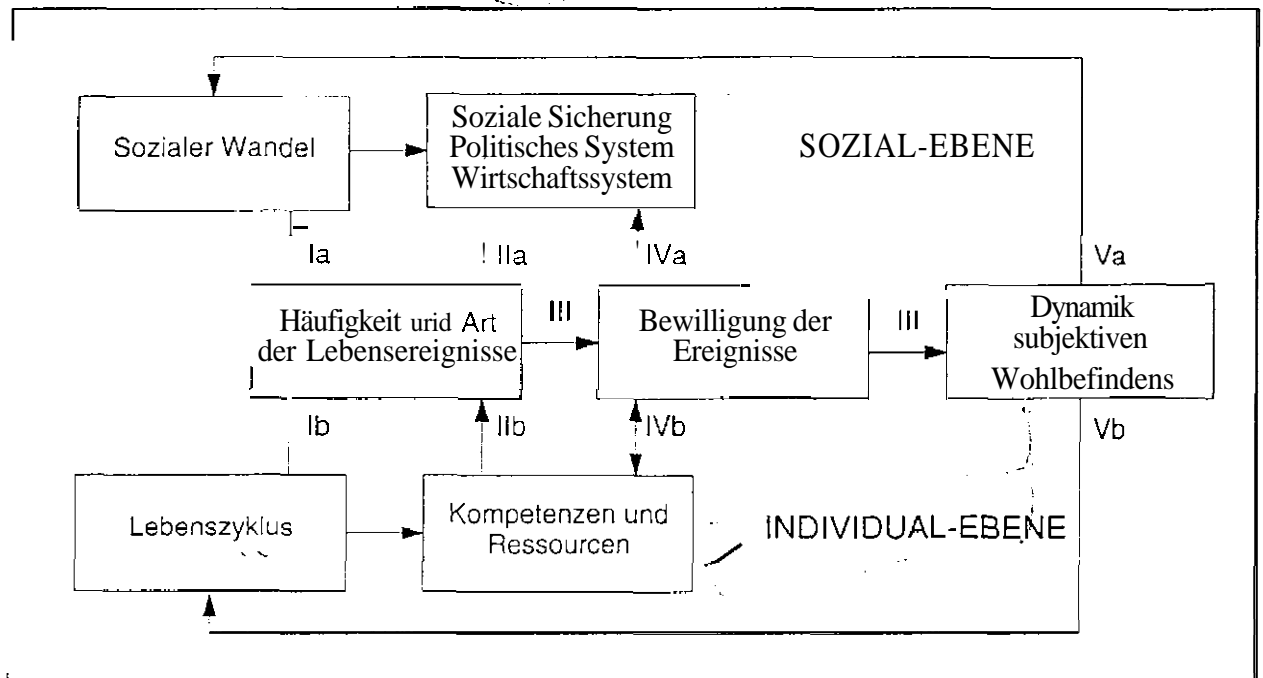 Sozialer Wandel
Soziale Sicherung
Politisches System
Wirtschaftssystem
SOZIAL-EBENE
Ia
IIa
IVa
Va
Häufigkeit urid Art
der Lebensereignisse
III
Bewilligung der
Ereignisse
III
Dynamik
subjektiven
Wohlbefindens
Ib
IIb
IVb
Vb
Lebenszyklus
Kompetenzen und
Ressourcen
INDIVIDUAL-EBENE